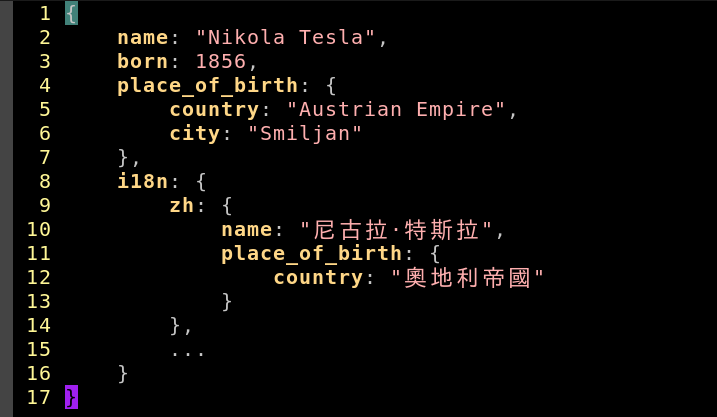 1 {
2     name: "Nikola Tesla",
3     born: 1856,
4     place_of_birth: {
5         country: "Austrian Empire",
6         city: "Smiljan"
7     },
8     i18n: {
9         zh: {
10             name: "尼古拉·特斯拉",
11             place_of_birth: {
12                 country: "奧地利帝國"
13             }
14         },
15         ...
16     }
17 }